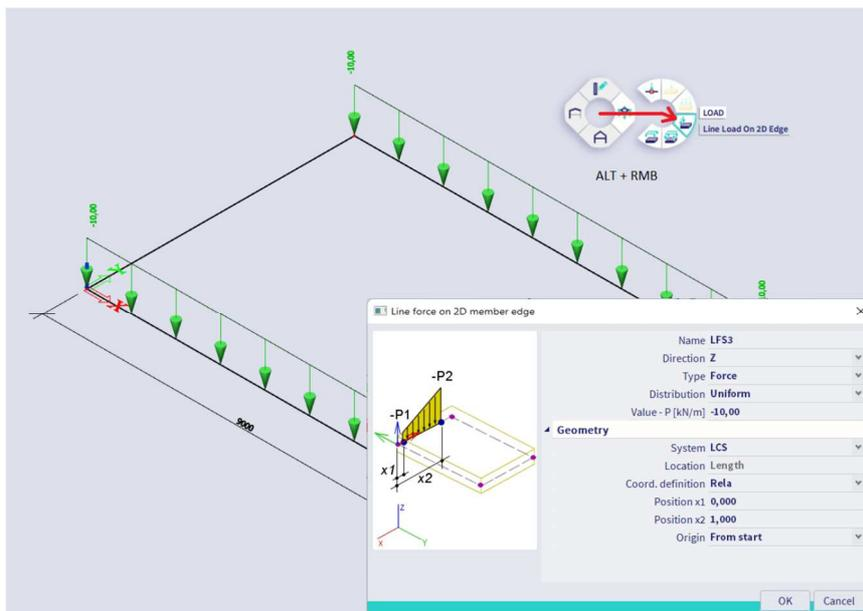 -10,00
LOAD
Line Load On 2D Edge
ALT + RMB
-10,00
X
10,00
9000
Line force on 2D member edge
-P2
-P1
x1
x2
Z
X
Y
Name LFS3
Direction Z
Type Force
Distribution Uniform
Value - P [kN/m] -10,00
Geometry
System LCS
Location Length
Coord. definition Rela
Position x1 0,000
Position x2 1,000
Origin From start
OK Cancel